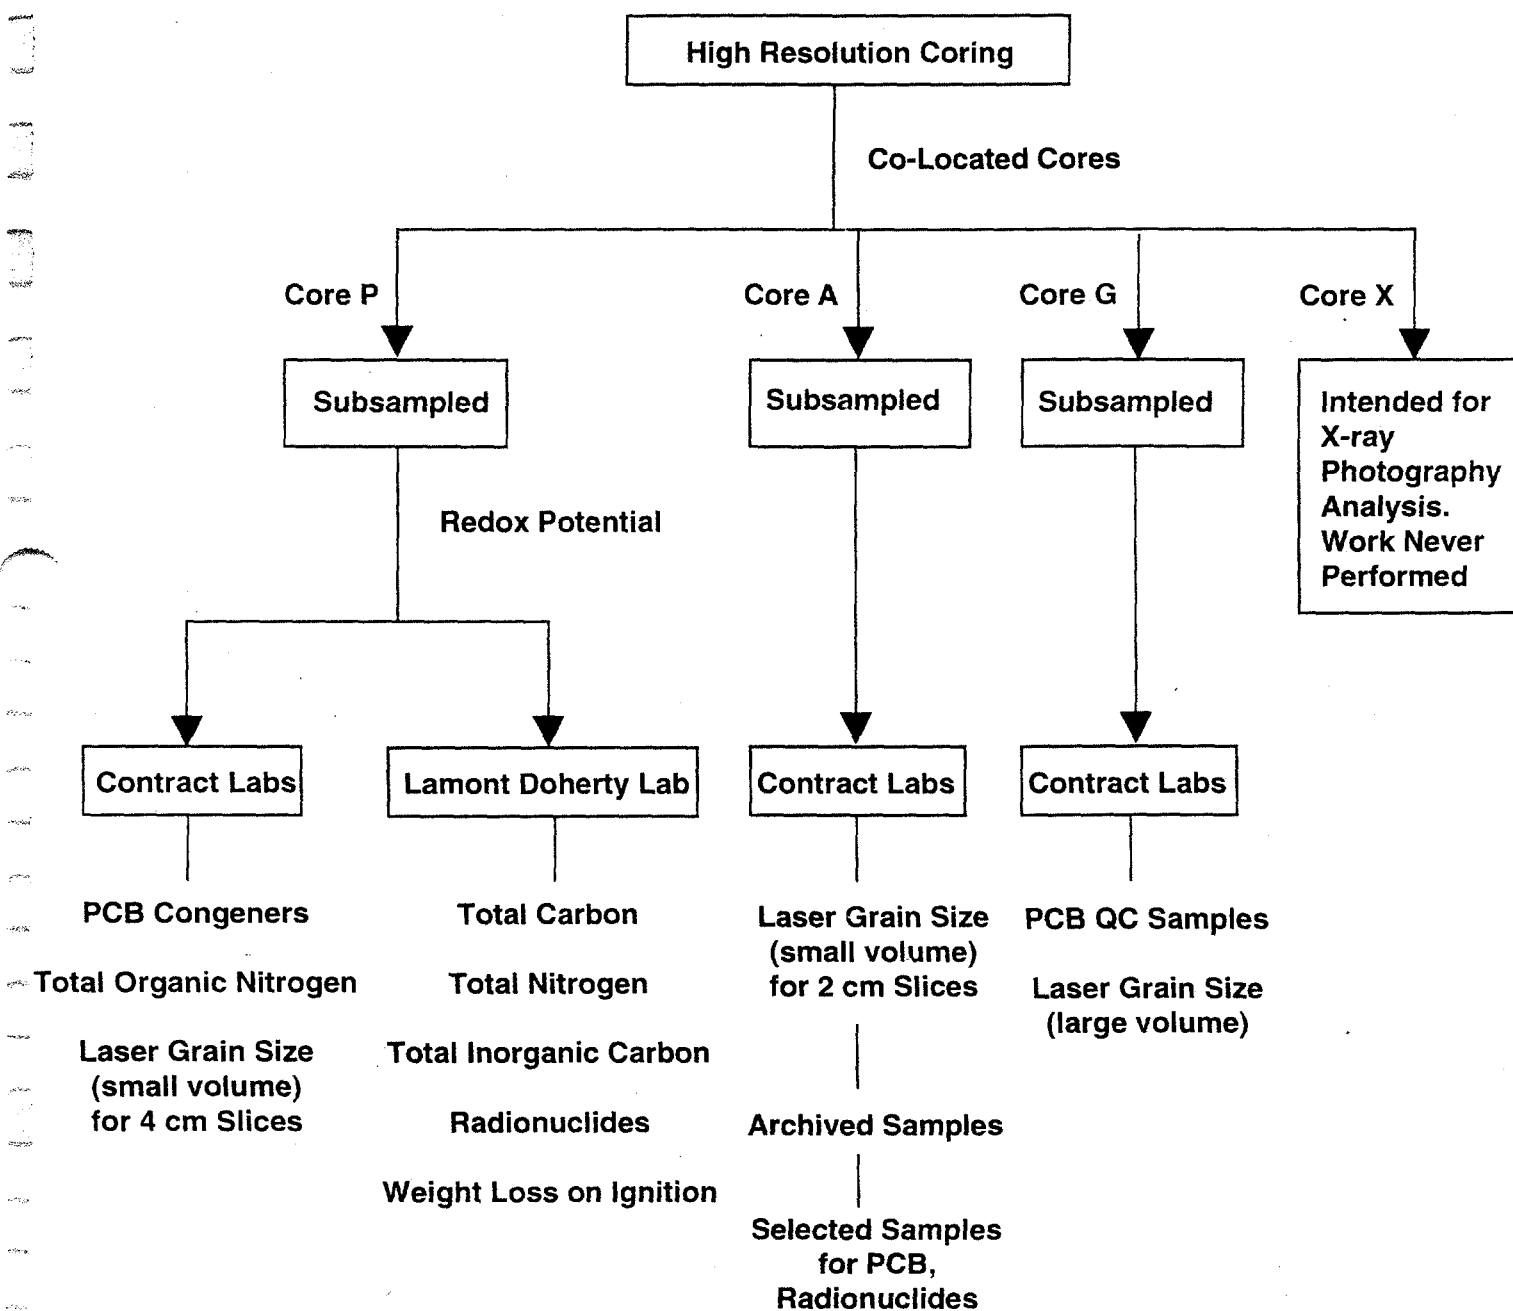 High Resolution Coring
Co-Located Cores
Core P
Core A
Core G
Core X
Subsampled
Subsampled
Subsampled
Intended for
X-ray
Photography
Analysis.
Work Never
Performed
Redox Potential
Contract Labs
Lamont Doherty Lab
Contract Labs
Contract Labs
PCB Congeners
Total Organic Nitrogen
Laser Grain Size
(small volume)
for 4 cm Slices
Total Carbon
Total Nitrogen
Total Inorganic Carbon
Radionuclides
Weight Loss on Ignition
Laser Grain Size
(small volume)
for 2 cm Slices
Archived Samples
Selected Samples
for PCB,
Radionuclides
PCB QC Samples
Laser Grain Size
(large volume)